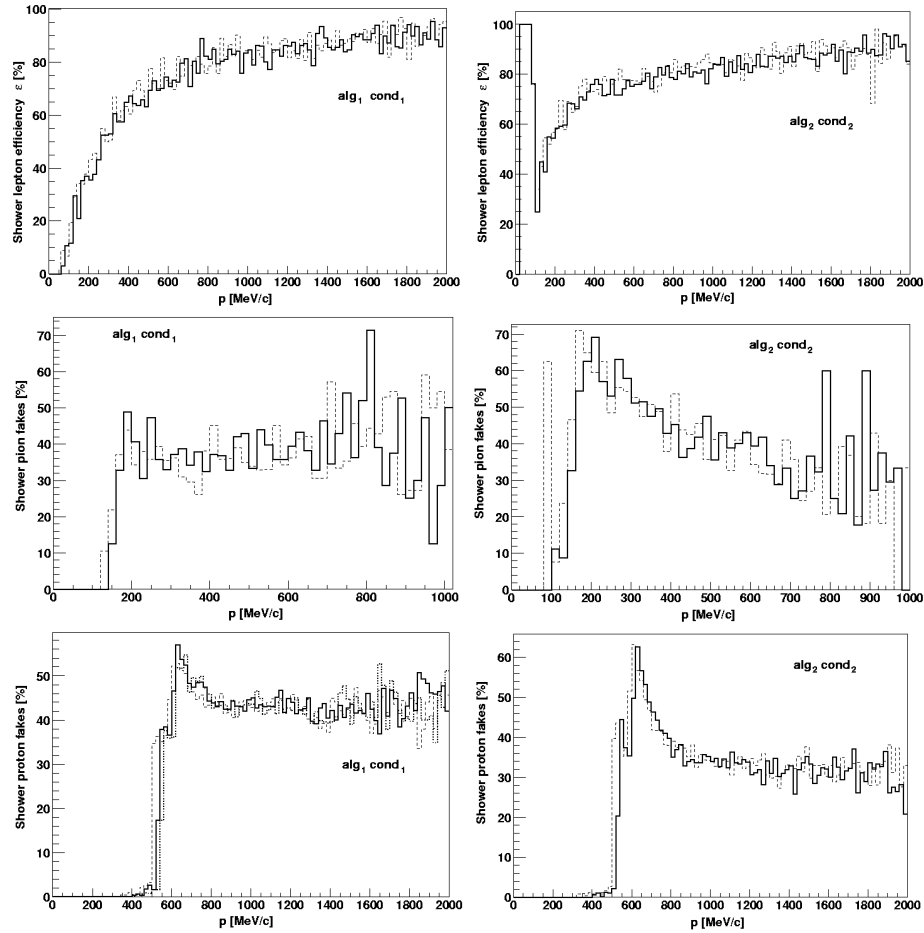 Shower lepton efficiency ε [%]
100
80
60
40
20
0
alg1 cond1
0 200 400 600 800 1000 1200 1400 1600 1800 2000
p [MeV/c]
Shower lepton efficiency ε [%]
100
80
60
40
20
0
alg2 cond2
0 200 400 600 800 1000 1200 1400 1600 1800 2000
p [MeV/c]
Shower pion fakes [%]
70
60
50
40
30
20
10
0
alg1 cond1
0 200 400 600 800 1000
p [MeV/c]
Shower pion fakes [%]
70
60
50
40
30
20
10
0
alg2 cond2
0 100 200 300 400 500 600 700 800 900 1000
p [MeV/c]
Shower proton fakes [%]
50
40
30
20
10
0
alg1 cond1
0 200 400 600 800 1000 1200 1400 1600 1800 2000
p [MeV/c]
Shower proton fakes [%]
60
50
40
30
20
10
0
alg2 cond2
0 200 400 600 800 1000 1200 1400 1600 1800 2000
p [MeV/c]